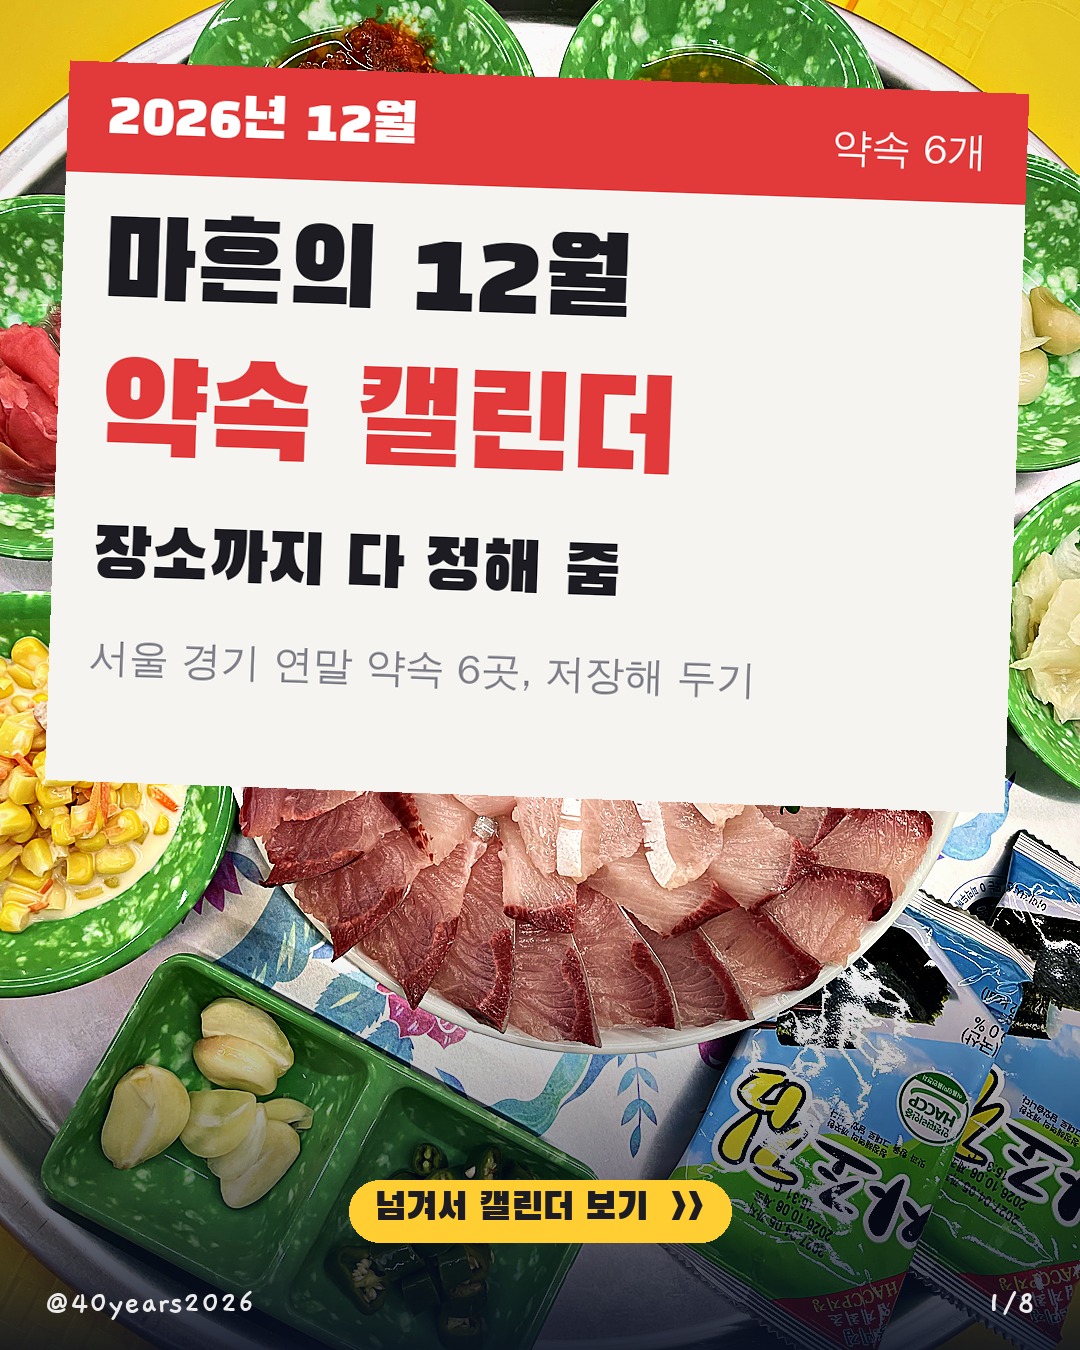 2026년 12월
약속 6개
마흔의 12월
약속 캘린더
장소까지 다 정해 줌
서울 경기 연말 약속 6곳, 저장해 두기
HACCP
넘겨서 캘린더 보기 》
@40years2026
1/8